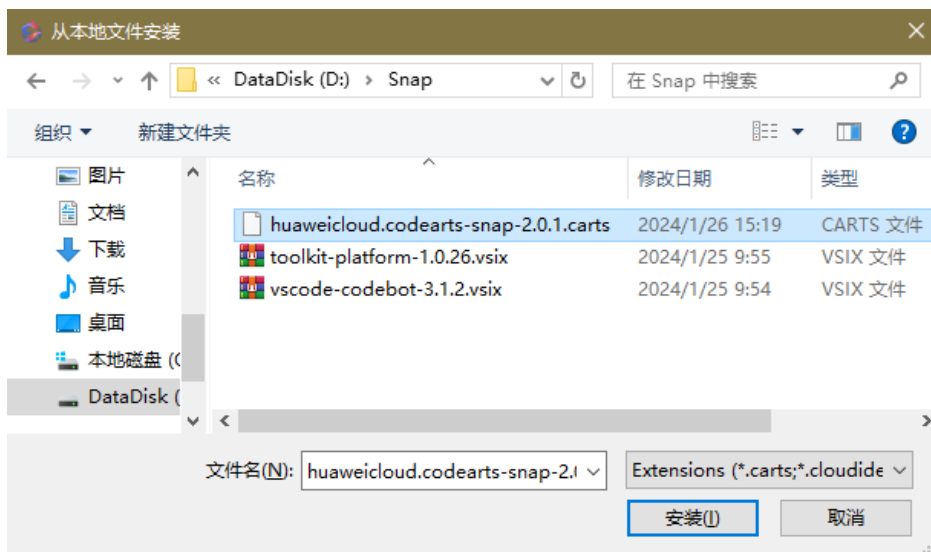 从本地文件安装
« DataDisk (D:) › Snap
在 Snap 中搜索
组织
新建文件夹
名称 修改日期 类型
图片
文档
下载
音乐
桌面
本地磁盘 (C
DataDisk (
huaweicloud.codearts-snap-2.0.1.carts 2024/1/26 15:19 CARTS 文件
toolkit-platform-1.0.26.vsix 2024/1/25 9:55 VSIX 文件
vscode-codebot-3.1.2.vsix 2024/1/25 9:54 VSIX 文件
文件名(N): huaweicloud.codearts-snap-2.( Extensions (*.carts;*.cloudide
安装(I) 取消